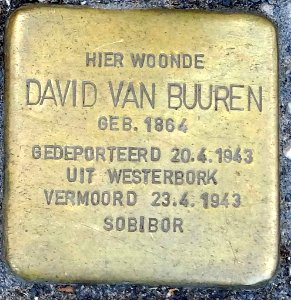 HIER WOONDE
DAVID VAN BUUREN
GEB. 1864
GEDEPORTEERD 20.4.1943
UIT WESTERBORK
VERMOORD 23.4.1943
SOBIBOR